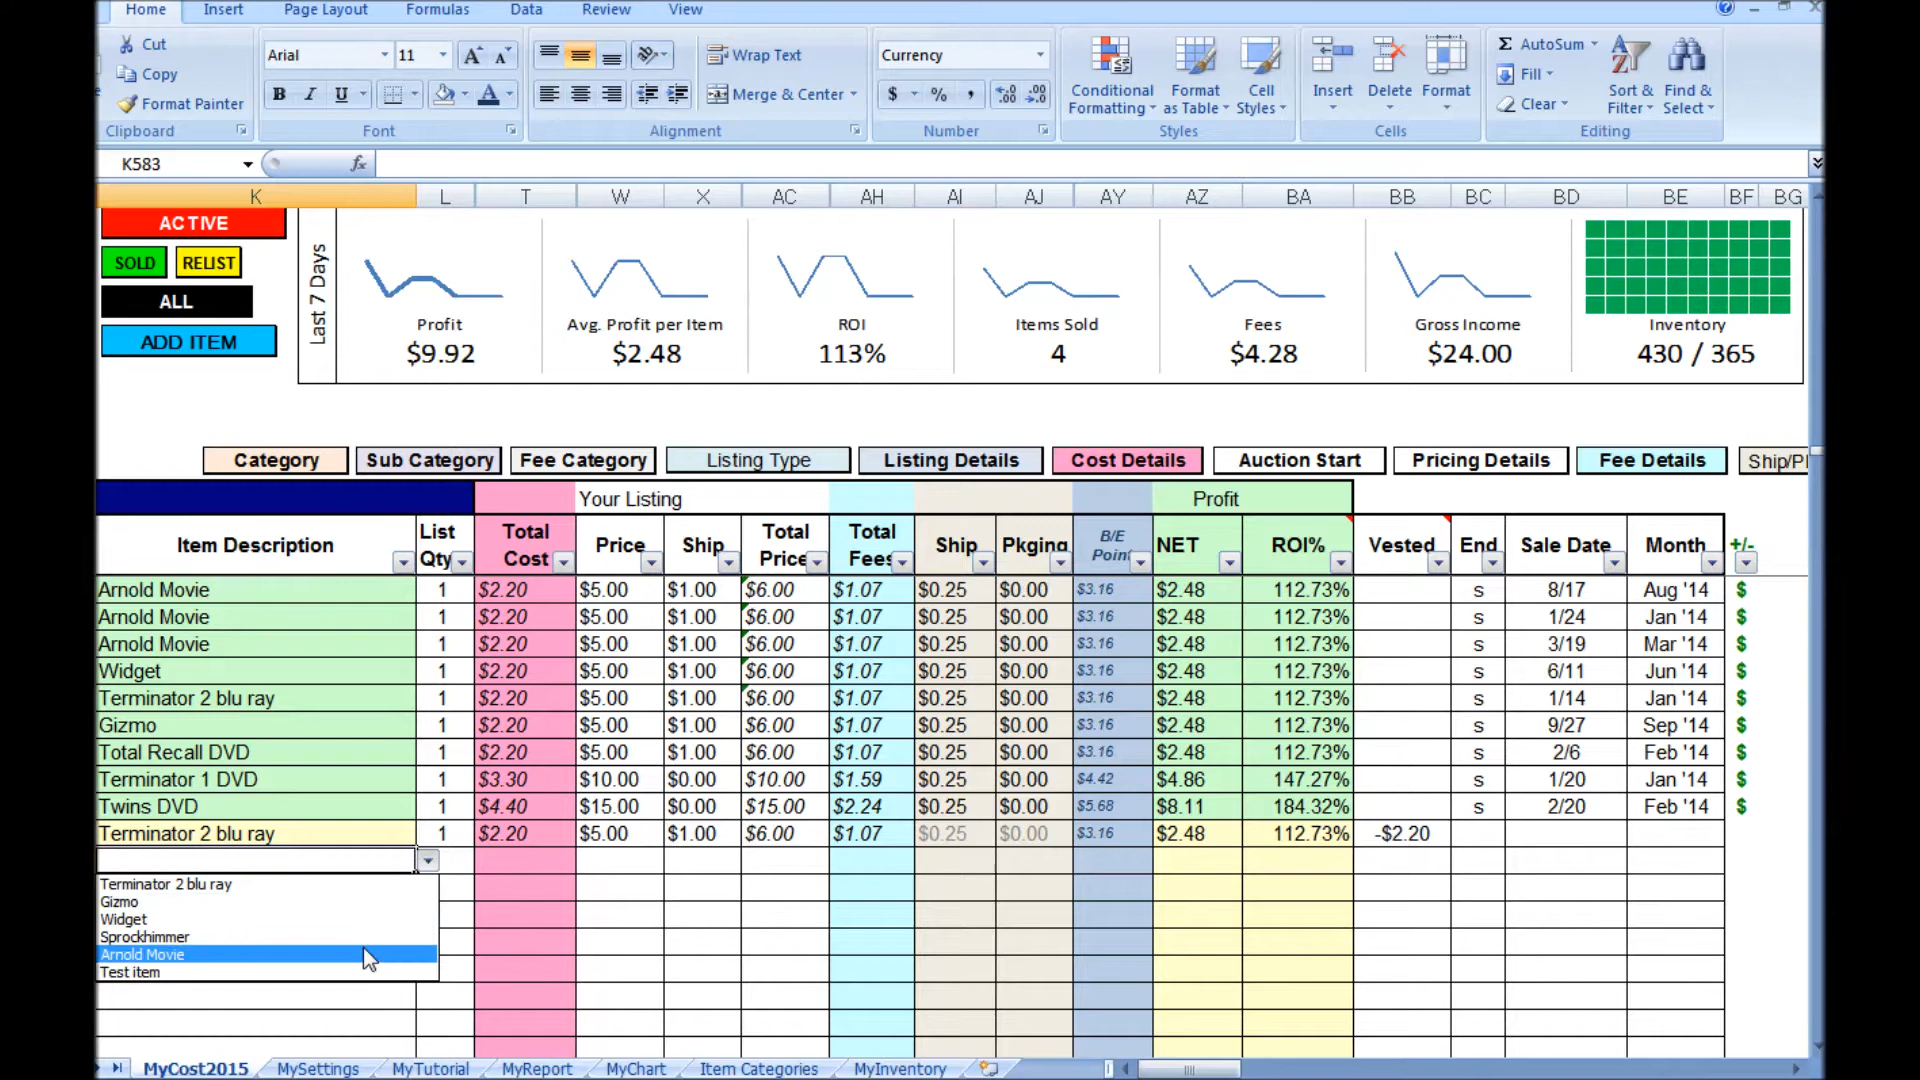 Home Insert Page Layout Formulas Data Review View
Cut
Copy
Format Painter
Clipboard
Arial 11
B I U
Font
Wrap Text
Merge & Center
Alignment
Currency
$ % ,
Number
Conditional Formatting
Format as Table
Cell Styles
Styles
Insert Delete Format
Cells
Σ AutoSum
Fill
Clear
Sort & Filter
Find & Select
Editing
K583 fx
K L T W X AC AH AI AJ AY AZ BA BB BC BD BE BF BG
ACTIVE
SOLD RELIST
ALL
ADD ITEM
Last 7 Days
Profit Avg. Profit per Item ROI Items Sold Fees Gross Income Inventory
$9.92 $2.48 113% 4 $4.28 $24.00 430 / 365
Category Sub Category Fee Category Listing Type Listing Details Cost Details Auction Start Pricing Details Fee Details
Your Listing Profit
Item Description List Qty Total Cost Price Ship Total Price Total Fees Ship Pkging B/E Point NET ROI% Vested End Sale Date Month +/-
Arnold Movie 1 $2.20 $5.00 $1.00 $6.00 $1.07 $0.25 $0.00 $3.16 $2.48 112.73% s 8/17 Aug '14 $
Arnold Movie 1 $2.20 $5.00 $1.00 $6.00 $1.07 $0.25 $0.00 $3.16 $2.48 112.73% s 1/24 Jan '14 $
Arnold Movie 1 $2.20 $5.00 $1.00 $6.00 $1.07 $0.25 $0.00 $3.16 $2.48 112.73% s 3/19 Mar '14 $
Widget 1 $2.20 $5.00 $1.00 $6.00 $1.07 $0.25 $0.00 $3.16 $2.48 112.73% s 6/11 Jun '14 $
Terminator 2 blu ray 1 $2.20 $5.00 $1.00 $6.00 $1.07 $0.25 $0.00 $3.16 $2.48 112.73% s 1/14 Jan '14 $
Gizmo 1 $2.20 $5.00 $1.00 $6.00 $1.07 $0.25 $0.00 $3.16 $2.48 112.73% s 9/27 Sep '14 $
Total Recall DVD 1 $2.20 $5.00 $1.00 $6.00 $1.07 $0.25 $0.00 $3.16 $2.48 112.73% s 2/6 Feb '14 $
Terminator 1 DVD 1 $3.30 $10.00 $0.00 $10.00 $1.59 $0.25 $0.00 $4.42 $4.86 147.27% s 1/20 Jan '14 $
Twins DVD 1 $4.40 $15.00 $0.00 $15.00 $2.24 $0.25 $0.00 $5.68 $8.11 184.32% s 2/20 Feb '14 $
Terminator 2 blu ray 1 $2.20 $5.00 $1.00 $6.00 $1.07 $0.25 $0.00 $3.16 $2.48 112.73% -$2.20
Terminator 2 blu ray
Gizmo
Widget
Sprockhimmer
Arnold Movie
Test item
MyCost2015 MySettings MyTutorial MyReport MyChart Item Categories MyInventory